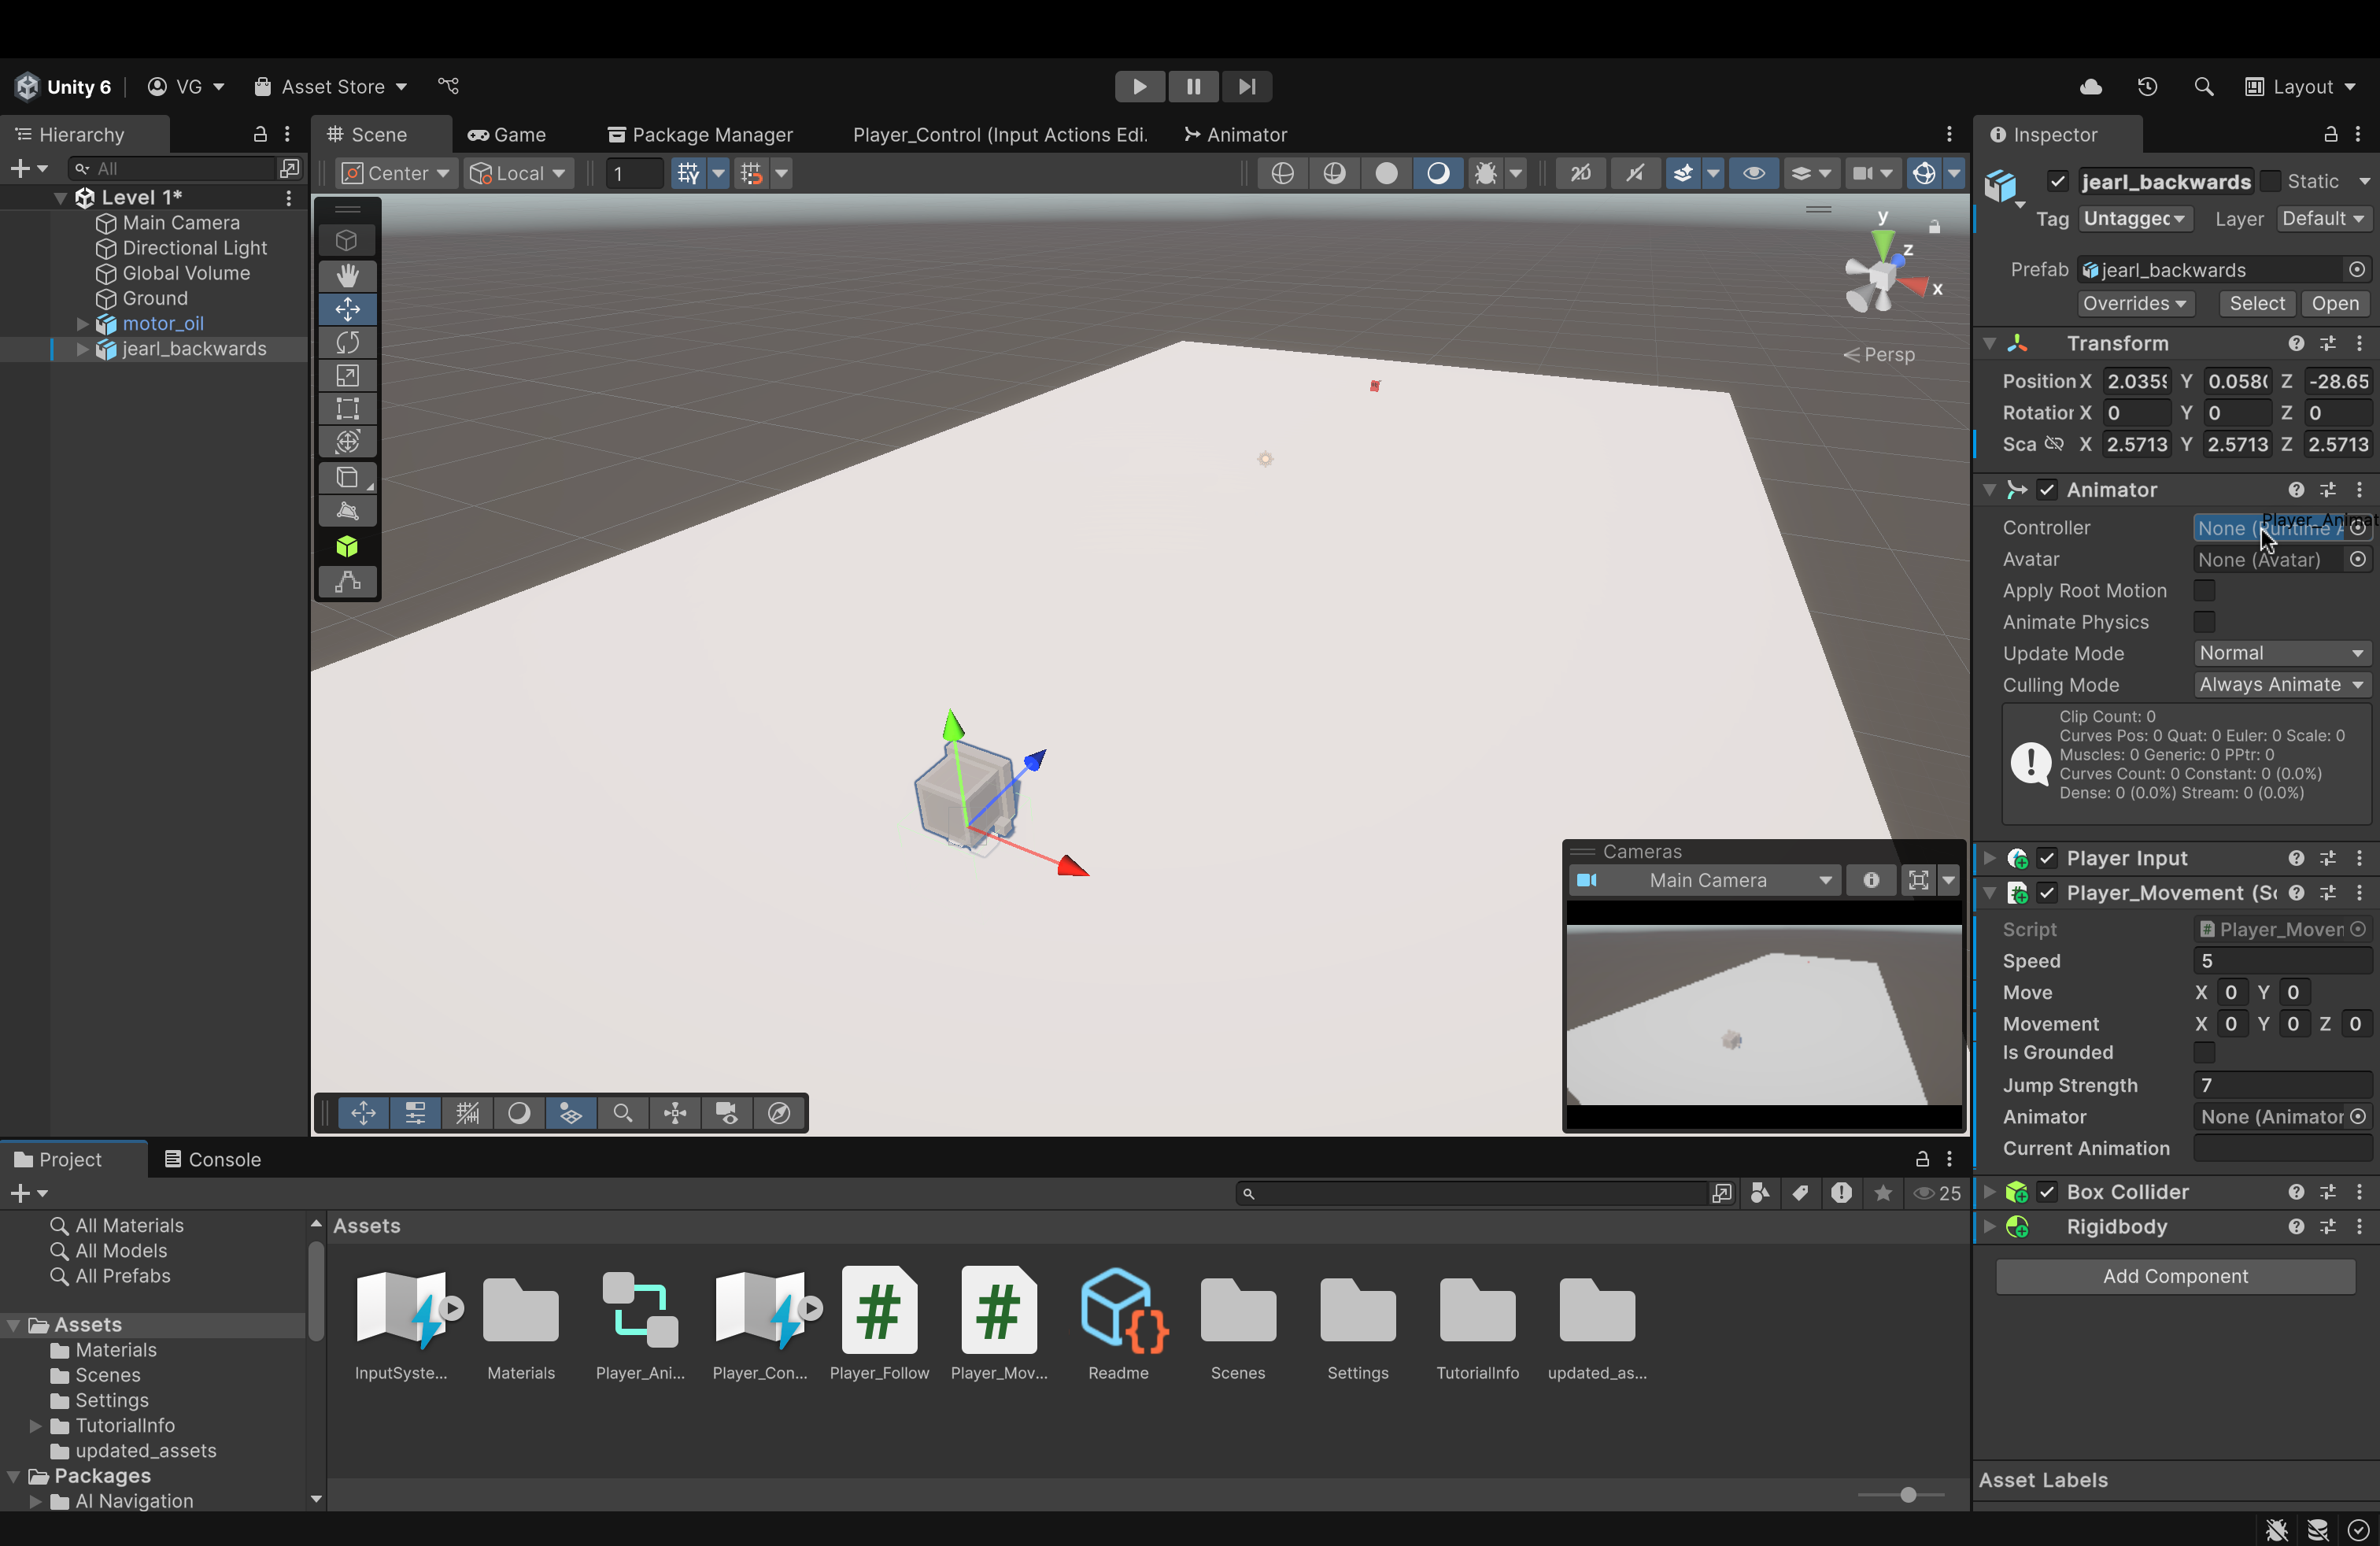 Unity 6 VG Asset Store Layout
Hierarchy
All
Level 1*
Main Camera
Directional Light
Global Volume
Ground
motor_oil
jearl_backwards
Scene Game Package Manager Player_Control (Input Actions Edi. Animator
Center Local 1 2D
y
z
x
Persp
Cameras
Main Camera
Inspector
jearl_backwards Static
Tag Untagged Layer Default
Prefab jearl_backwards
Overrides Select Open
Transform
Position X 2.0359 Y 0.058 Z -28.65
Rotation X 0 Y 0 Z 0
Sca X 2.5713 Y 2.5713 Z 2.5713
Animator
Player_Animat
Controller None (Runtime A
Avatar None (Avatar)
Apply Root Motion
Animate Physics
Update Mode Normal
Culling Mode Always Animate
Clip Count: 0
Curves Pos: 0 Quat: 0 Euler: 0 Scale: 0
Muscles: 0 Generic: 0 PPtr: 0
Curves Count: 0 Constant: 0 (0.0%)
Dense: 0 (0.0%) Stream: 0 (0.0%)
Player Input
Player_Movement (Sc
Script # Player_Movem
Speed 5
Move X 0 Y 0
Movement X 0 Y 0 Z 0
Is Grounded
Jump Strength 7
Animator None (Animator
Current Animation
Box Collider
Rigidbody
Add Component
Asset Labels
Project Console
25
All Materials
All Models
All Prefabs
Assets
Materials
Scenes
Settings
TutorialInfo
updated_assets
Packages
AI Navigation
Assets
InputSyste... Materials Player_Ani... Player_Con... Player_Follow Player_Mov... Readme Scenes Settings TutorialInfo updated_as...